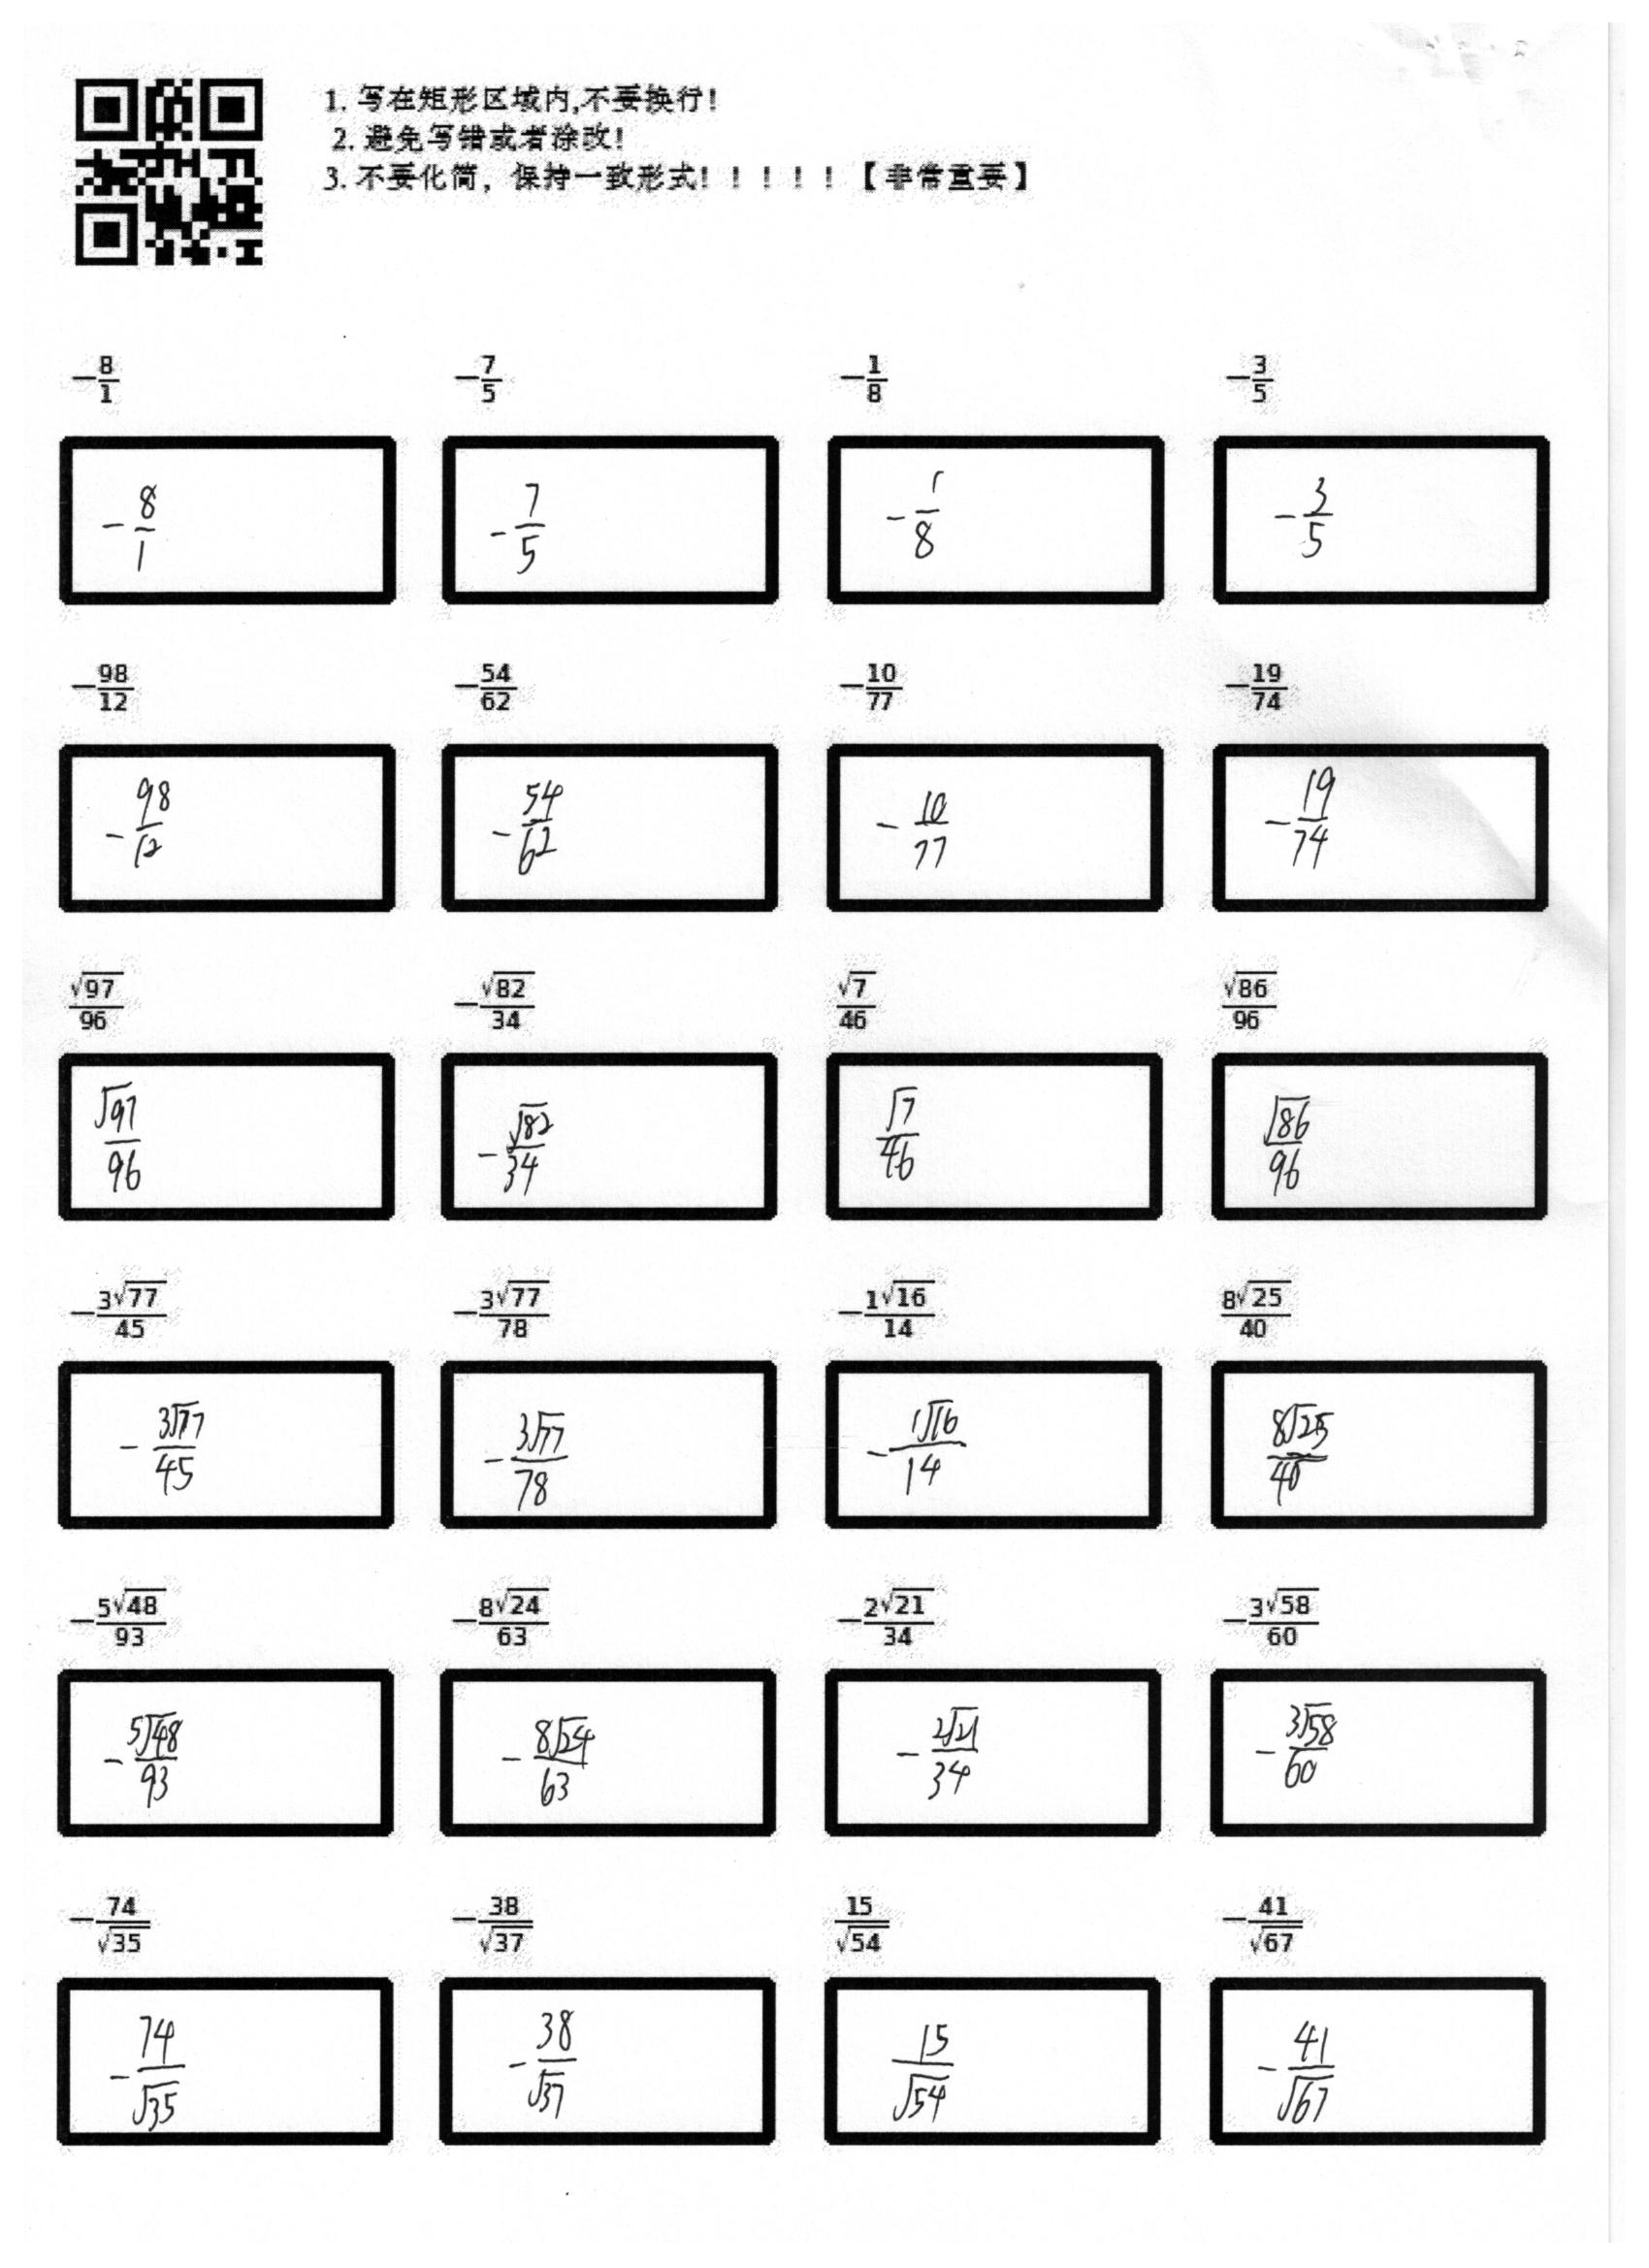 1. 写在矩形区域内,不要换行!
2. 避免写错或者涂改!
3. 不要化简，保持一致形式!！！！！【非常重要】
-\frac{8}{1} -\frac{7}{5} -\frac{1}{8} -\frac{3}{5}
-\frac{8}{1} -\frac{7}{5} -\frac{1}{8} -\frac{3}{5}
-\frac{98}{12} -\frac{54}{62} -\frac{10}{77} -\frac{19}{74}
-\frac{98}{12} -\frac{54}{62} -\frac{10}{77} -\frac{19}{74}
\frac{\sqrt{97}}{96} -\frac{\sqrt{82}}{34} \frac{\sqrt{7}}{46} \frac{\sqrt{86}}{96}
\frac{\sqrt{97}}{96} -\frac{\sqrt{82}}{34} \frac{\sqrt{7}}{46} \frac{\sqrt{86}}{96}
-\frac{3\sqrt{77}}{45} -\frac{3\sqrt{77}}{78} -\frac{1\sqrt{16}}{14} \frac{8\sqrt{25}}{40}
-\frac{3\sqrt{77}}{45} -\frac{3\sqrt{77}}{78} -\frac{1\sqrt{16}}{14} \frac{8\sqrt{25}}{40}
-\frac{5\sqrt{48}}{93} -\frac{8\sqrt{24}}{63} -\frac{2\sqrt{21}}{34} -\frac{3\sqrt{58}}{60}
-\frac{5\sqrt{48}}{93} -\frac{8\sqrt{24}}{63} -\frac{2\sqrt{21}}{34} -\frac{3\sqrt{58}}{60}
-\frac{74}{\sqrt{35}} -\frac{38}{\sqrt{37}} \frac{15}{\sqrt{54}} -\frac{41}{\sqrt{67}}
-\frac{74}{\sqrt{35}} -\frac{38}{\sqrt{37}} \frac{15}{\sqrt{54}} -\frac{41}{\sqrt{67}}